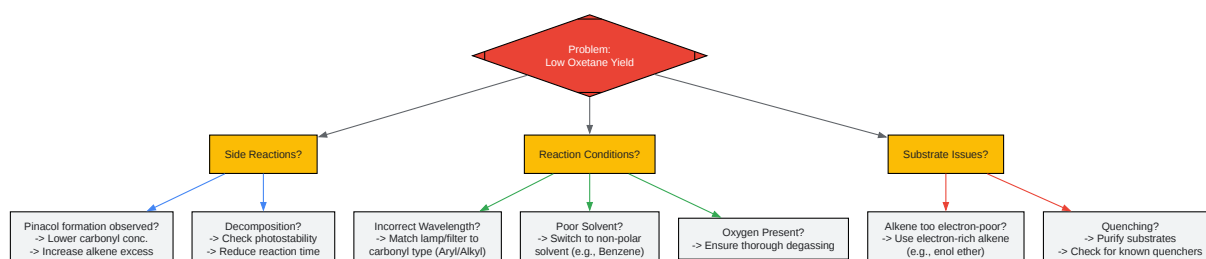 Problem:
Low Oxetane Yield
Side Reactions?
Reaction Conditions?
Substrate Issues?
Pinacol formation observed?
-> Lower carbonyl conc.
-> Increase alkene excess
Decomposition?
-> Check photostability
-> Reduce reaction time
Incorrect Wavelength?
-> Match lamp/filter to
carbonyl type (Aryl/Alkyl)
Poor Solvent?
-> Switch to non-polar
solvent (e.g., Benzene)
Oxygen Present?
-> Ensure thorough degassing
Alkene too electron-poor?
-> Use electron-rich alkene
(e.g., enol ether)
Quenching?
-> Purify substrates
-> Check for known quenchers